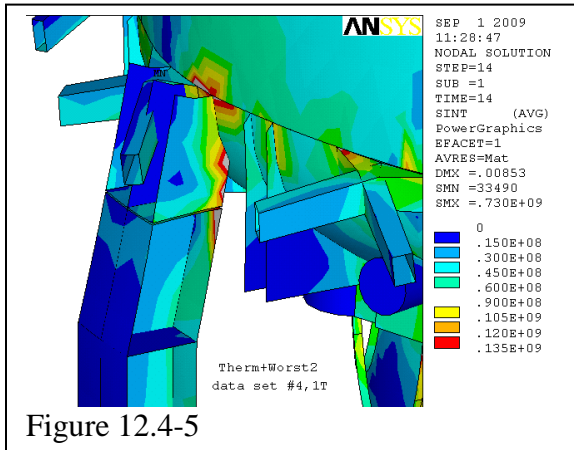 ANSYS
SEP 1 2009
11:28:47
NODAL SOLUTION
STEP=14
SUB =1
TIME=14
SINT (AVG)
PowerGraphics
EFACET=1
AVRES=Mat
DMX =.00853
SMN =33490
SMX =.730E+09
0
.150E+08
.300E+08
.450E+08
.600E+08
.900E+08
.105E+09
.120E+09
.135E+09
MN
Therm+Worst2
data set #4,1T
Figure 12.4-5